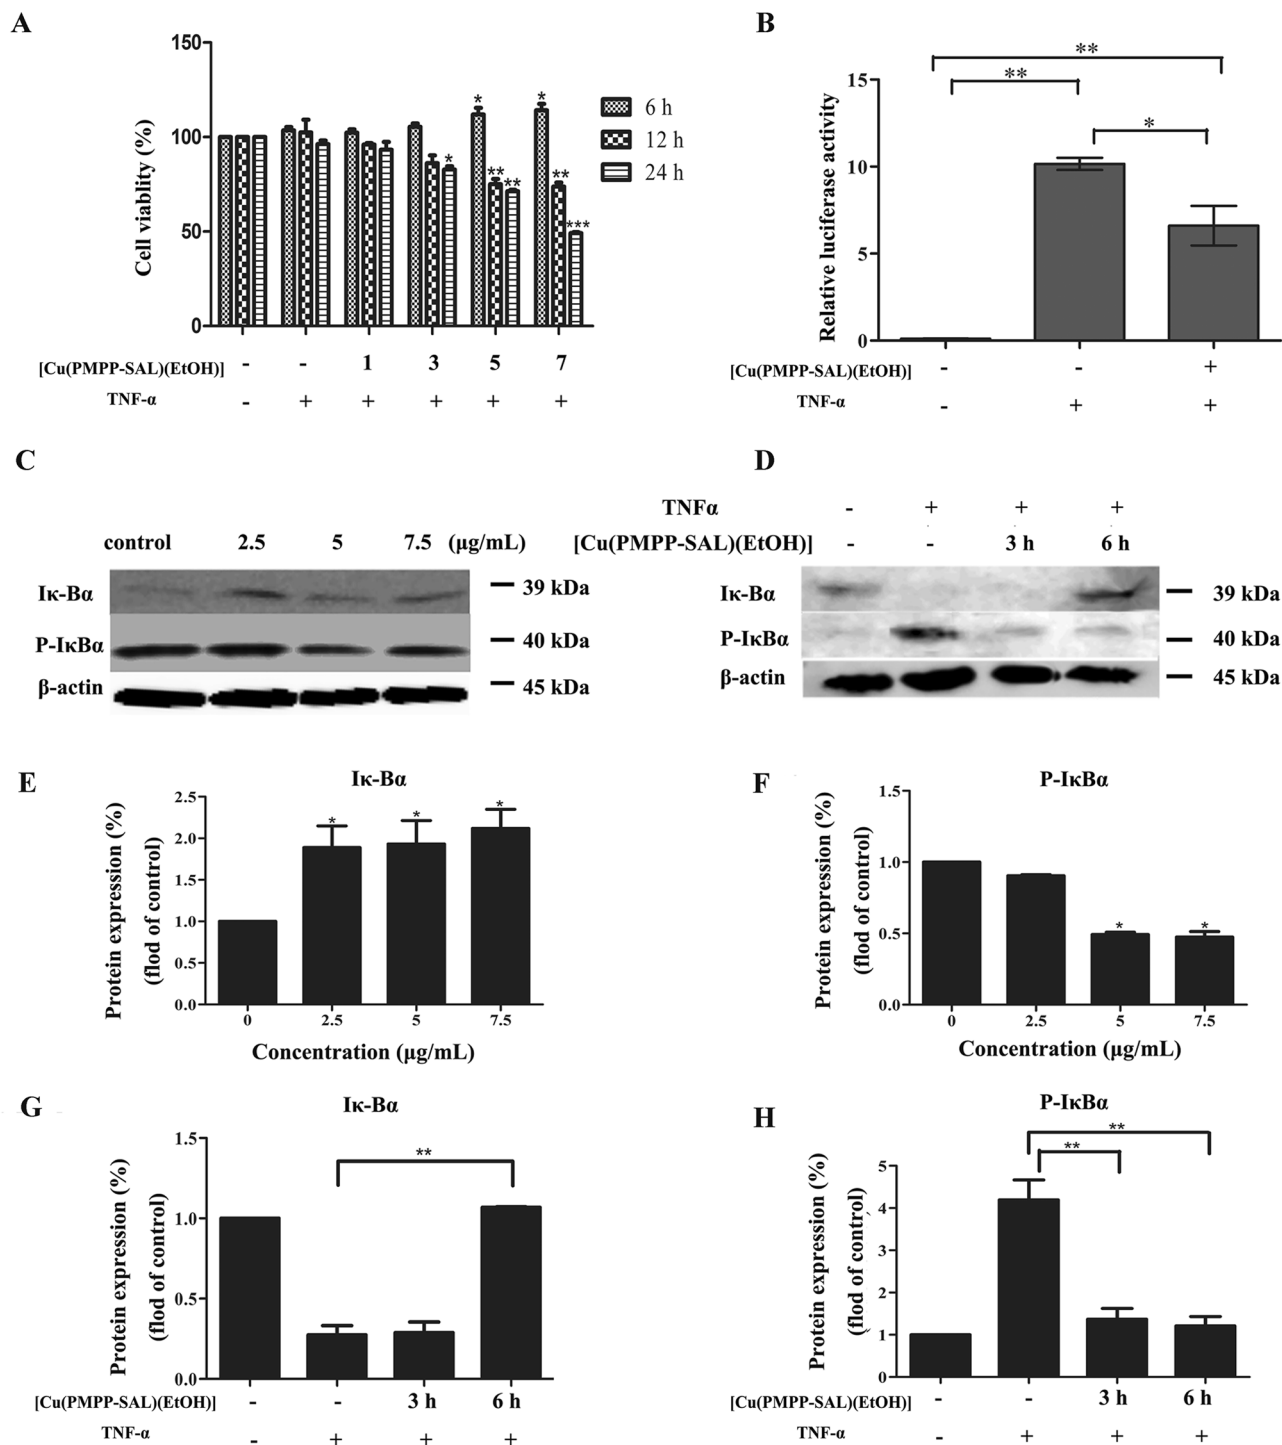 A
150
100
50
0
Cell viablity (%)
* * * ** ** ** ***
6 h
12 h
24 h
[Cu(PMPP-SAL)(EtOH)] - - 1 3 5 7
TNF-α - + + + + +
B
15
10
5
0
Relative luciferase activity
**
**
*
[Cu(PMPP-SAL)(EtOH)] - - +
TNF-α - + +
C
control 2.5 5 7.5 (μg/mL)
Iκ-Bα 39 kDa
P-IκBα 40 kDa
β-actin 45 kDa
D
TNFα - + + +
[Cu(PMPP-SAL)(EtOH)] - - 3 h 6 h
Iκ-Bα 39 kDa
P-IκBα 40 kDa
β-actin 45 kDa
E
Iκ-Bα
2.5
2.0
1.5
1.0
0.5
0.0
Protein expression (%)
(flod of control)
* * *
0 2.5 5 7.5
Concentration (μg/mL)
F
P-IκBα
1.5
1.0
0.5
0.0
Protein expression (%)
(flod of control)
* *
0 2.5 5 7.5
Concentration (μg/mL)
G
Iκ-Bα
1.5
1.0
0.5
0.0
Protein expression (%)
(flod of control)
**
[Cu(PMPP-SAL)(EtOH)] - - 3 h 6 h
TNF-α - + + +
H
P-IκBα
5
4
3
2
1
0
Protein expression (%)
(flod of control)
**
**
[Cu(PMPP-SAL)(EtOH)] - - 3 h 6 h
TNF-α - + + +